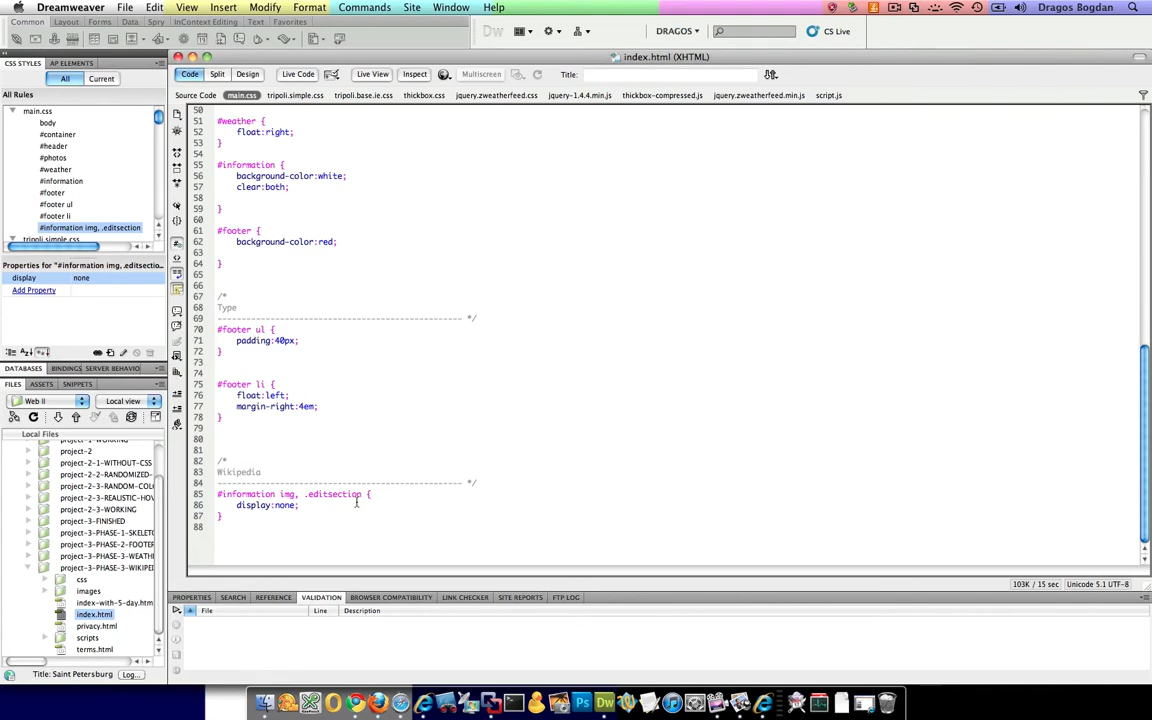 Dreamweaver File Edit View Insert Modify Format Commands Site Window Help Dragos Bogdan
Common Layout Forms Data Spry InContext Editing Text Favorites
Dw DRAGOS CS Live
CSS STYLES AP ELEMENTS
index.html (XHTML)
All Current
Code Split Design Live Code Live View Inspect Multiscreen Title:
All Rules
Source Code main.css tripoli.simple.css tripoli.base.ie.css thickbox.css jquery.zweatherfeed.css jquery-1.4.4.min.js thickbox-compressed.js jquery.zweatherfeed.min.js script.js
main.css
body
#container
#header
#photos
#weather
#information
#footer
#footer ul
#footer li
#information img, .editsection
tripoli.simple.css
Properties for "#information img, .editsectio...
display none
Add Property
DATABASES BINDINGS SERVER BEHAVIO
FILES ASSETS SNIPPETS
Web II Local view
Local Files
project-1-WORKING
project-2
project-2-1-WITHOUT-CSS
project-2-2-RANDOMIZED-
project-2-2-RANDOM-COL
project-2-3-REALISTIC-HOV
project-2-3-WORKING
project-3-FINISHED
project-3-PHASE-1-SKELET
project-3-PHASE-2-FOOTER
project-3-PHASE-3-WEATH
project-3-PHASE-3-WIKIPE
css
images
index-with-5-day.htm
index.html
privacy.html
scripts
terms.html
Title: Saint Petersburg Log...
50
51 #weather {
52 float:right;
53 }
54
55 #information {
56 background-color:white;
57 clear:both;
58
59 }
60
61 #footer {
62 background-color:red;
63
64 }
65
66
67 /*
68 Type
69 -------------------------------------------------- */
70 #footer ul {
71 padding:40px;
72 }
73
74
75 #footer li {
76 float:left;
77 margin-right:4em;
78 }
79
80
81
82 /*
83 Wikipedia
84 -------------------------------------------------- */
85 #information img, .editsection {
86 display:none;
87 }
88
103K / 15 sec Unicode 5.1 UTF-8
PROPERTIES SEARCH REFERENCE VALIDATION BROWSER COMPATIBILITY LINK CHECKER SITE REPORTS FTP LOG
File Line Description
Ps Dw